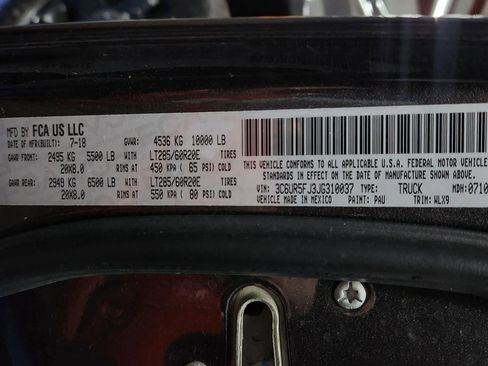 MFD BY FCA US LLC
DATE OF MFR(BUILT): 7-18 GVWR: 4536 KG 10000 LB
GAWR FRONT: 2495 KG 5500 LB WITH LT285/60R20E TIRES
20X8.0 RIMS AT 450 KPA ( 65 PSI) COLD
GAWR REAR: 2949 KG 6500 LB WITH LT285/60R20E TIRES
20X8.0 RIMS AT 550 KPA ( 80 PSI) COLD
THIS VEHICLE CONFORMS TO ALL APPLICABLE U.S.A. FEDERAL MOTOR VEHICLE
STANDARDS IN EFFECT ON THE DATE OF MANUFACTURE SHOWN ABOVE
VIN: 3C6UR5FJ3JG310037 TYPE: TRUCK MDH: 0710
VEHICLE MADE IN MEXICO PAINT: PAU TRIM: WLX9